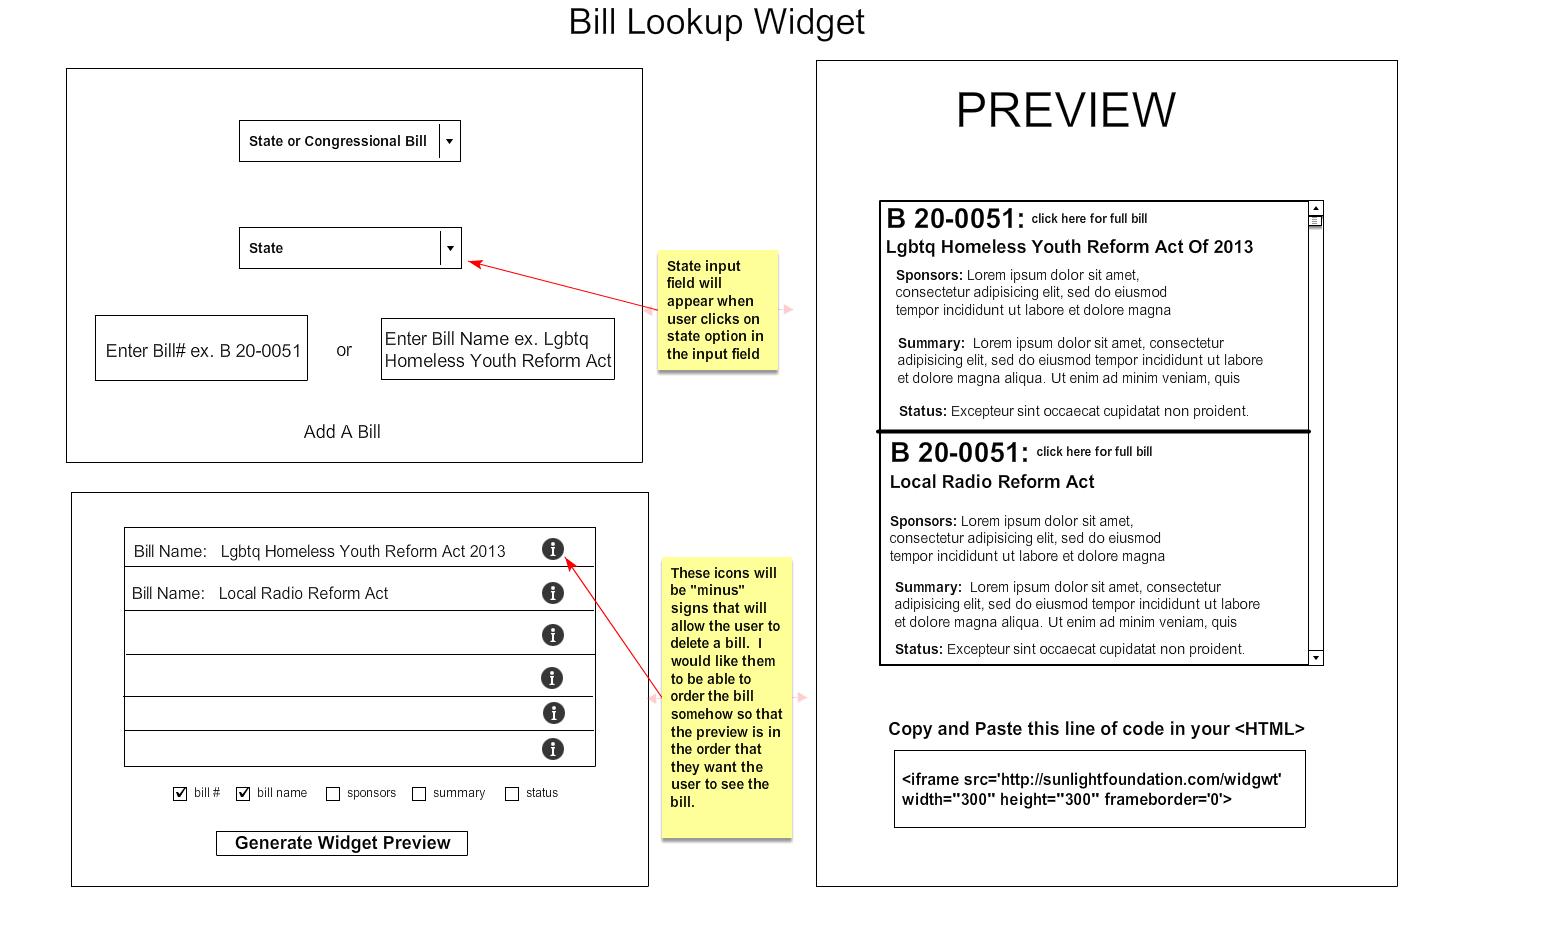 Bill Lookup Widget
State or Congressional Bill
State
Enter Bill# ex. B 20-0051
or
Enter Bill Name ex. Lgbtq
Homeless Youth Reform Act
Add A Bill
State input
field will
appear when
user clicks on
state option in
the input field
Bill Name: Lgbtq Homeless Youth Reform Act 2013
Bill Name: Local Radio Reform Act
bill # bill name sponsors summary status
Generate Widget Preview
These icons will
be "minus"
signs that will
allow the user to
delete a bill. I
would like them
to be able to
order the bill
somehow so that
the preview is in
the order that
they want the
user to see the
bill.
PREVIEW
B 20-0051: click here for full bill
Lgbtq Homeless Youth Reform Act Of 2013
Sponsors: Lorem ipsum dolor sit amet,
consectetur adipisicing elit, sed do eiusmod
tempor incididunt ut labore et dolore magna
Summary: Lorem ipsum dolor sit amet, consectetur
adipisicing elit, sed do eiusmod tempor incididunt ut labore
et dolore magna aliqua. Ut enim ad minim veniam, quis
Status: Excepteur sint occaecat cupidatat non proident.
B 20-0051: click here for full bill
Local Radio Reform Act
Sponsors: Lorem ipsum dolor sit amet,
consectetur adipisicing elit, sed do eiusmod
tempor incididunt ut labore et dolore magna
Summary: Lorem ipsum dolor sit amet, consectetur
adipisicing elit, sed do eiusmod tempor incididunt ut labore
et dolore magna aliqua. Ut enim ad minim veniam, quis
Status: Excepteur sint occaecat cupidatat non proident.
Copy and Paste this line of code in your <HTML>
<iframe src='http://sunlightfoundation.com/widgwt'
width="300" height="300" frameborder='0'>